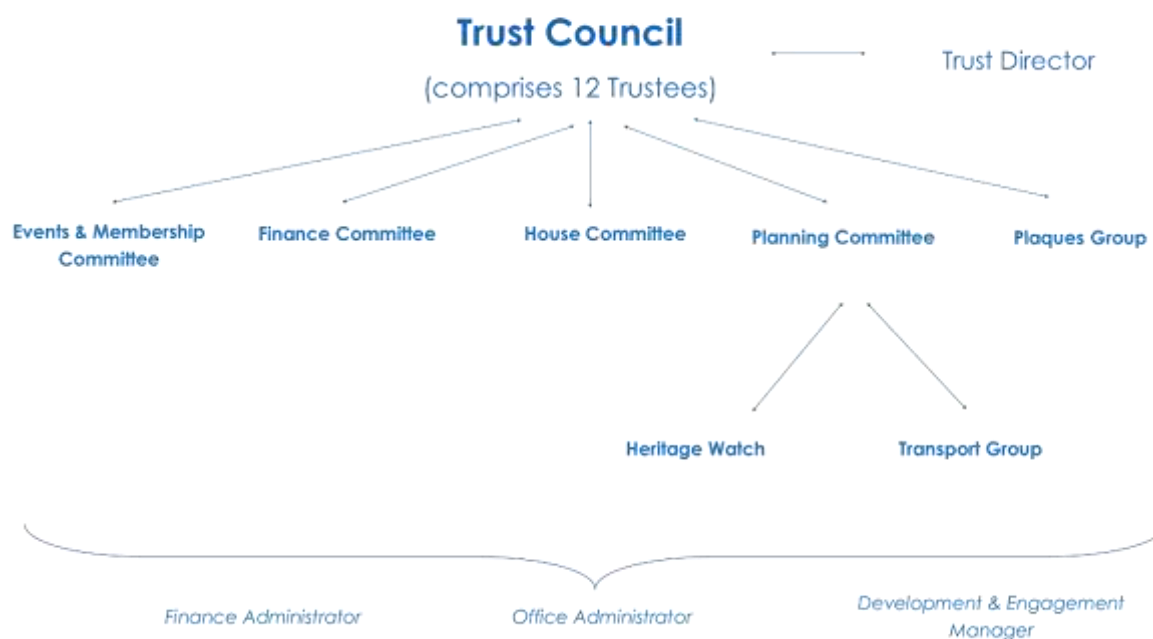 Trust Council
Trust Director
(comprises 12 Trustees)
Events & Membership
Committee
Finance Committee
House Committee
Planning Committee
Plaques Group
Heritage Watch
Transport Group
Finance Administrator
Office Administrator
Development & Engagement
Manager